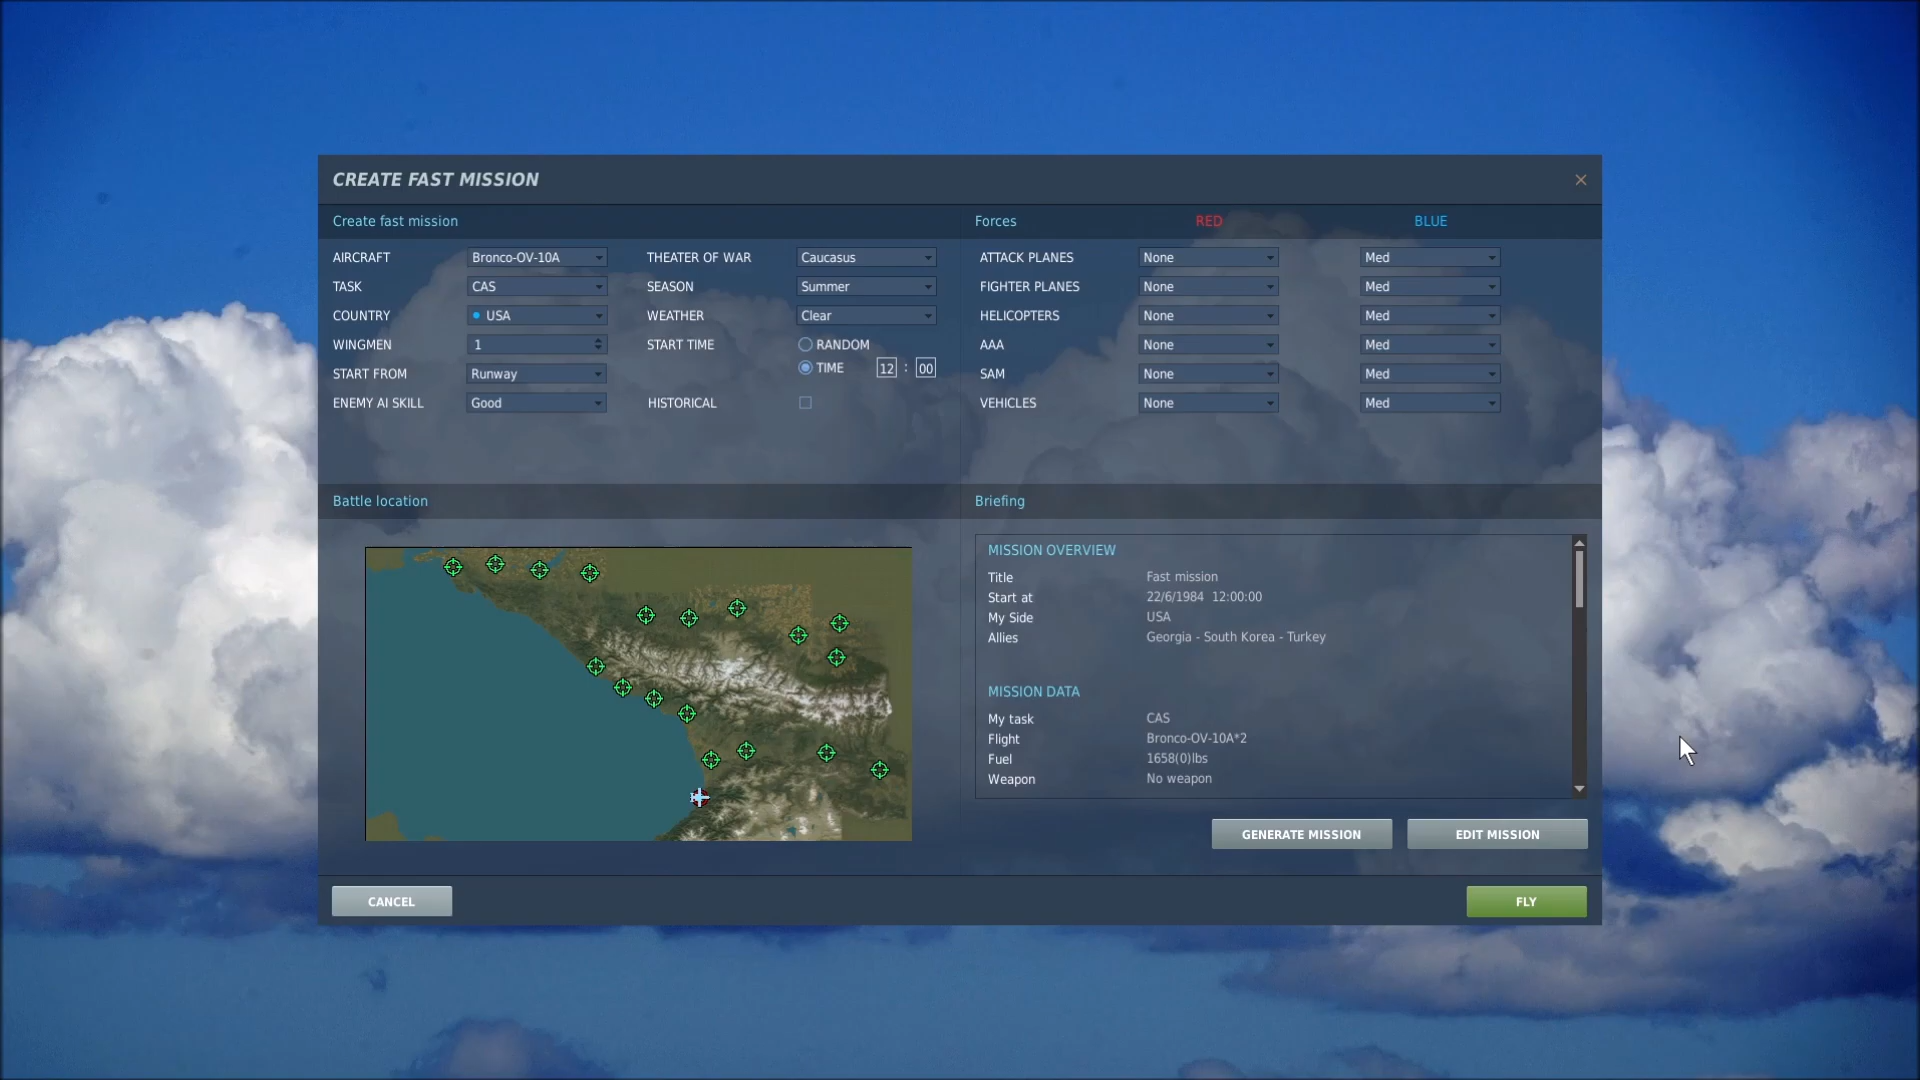 CREATE FAST MISSION
Create fast mission
AIRCRAFT Bronco-OV-10A THEATER OF WAR Caucasus
TASK CAS SEASON Summer
COUNTRY USA WEATHER Clear
WINGMEN 1 START TIME RANDOM
TIME 12 : 00
START FROM Runway
ENEMY AI SKILL Good HISTORICAL
Forces RED BLUE
ATTACK PLANES None Med
FIGHTER PLANES None Med
HELICOPTERS None Med
AAA None Med
SAM None Med
VEHICLES None Med
Battle location
Briefing
MISSION OVERVIEW
Title Fast mission
Start at 22/6/1984 12:00:00
My Side USA
Allies Georgia - South Korea - Turkey
MISSION DATA
My task CAS
Flight Bronco-OV-10A*2
Fuel 1658(0)lbs
Weapon No weapon
GENERATE MISSION EDIT MISSION
CANCEL FLY